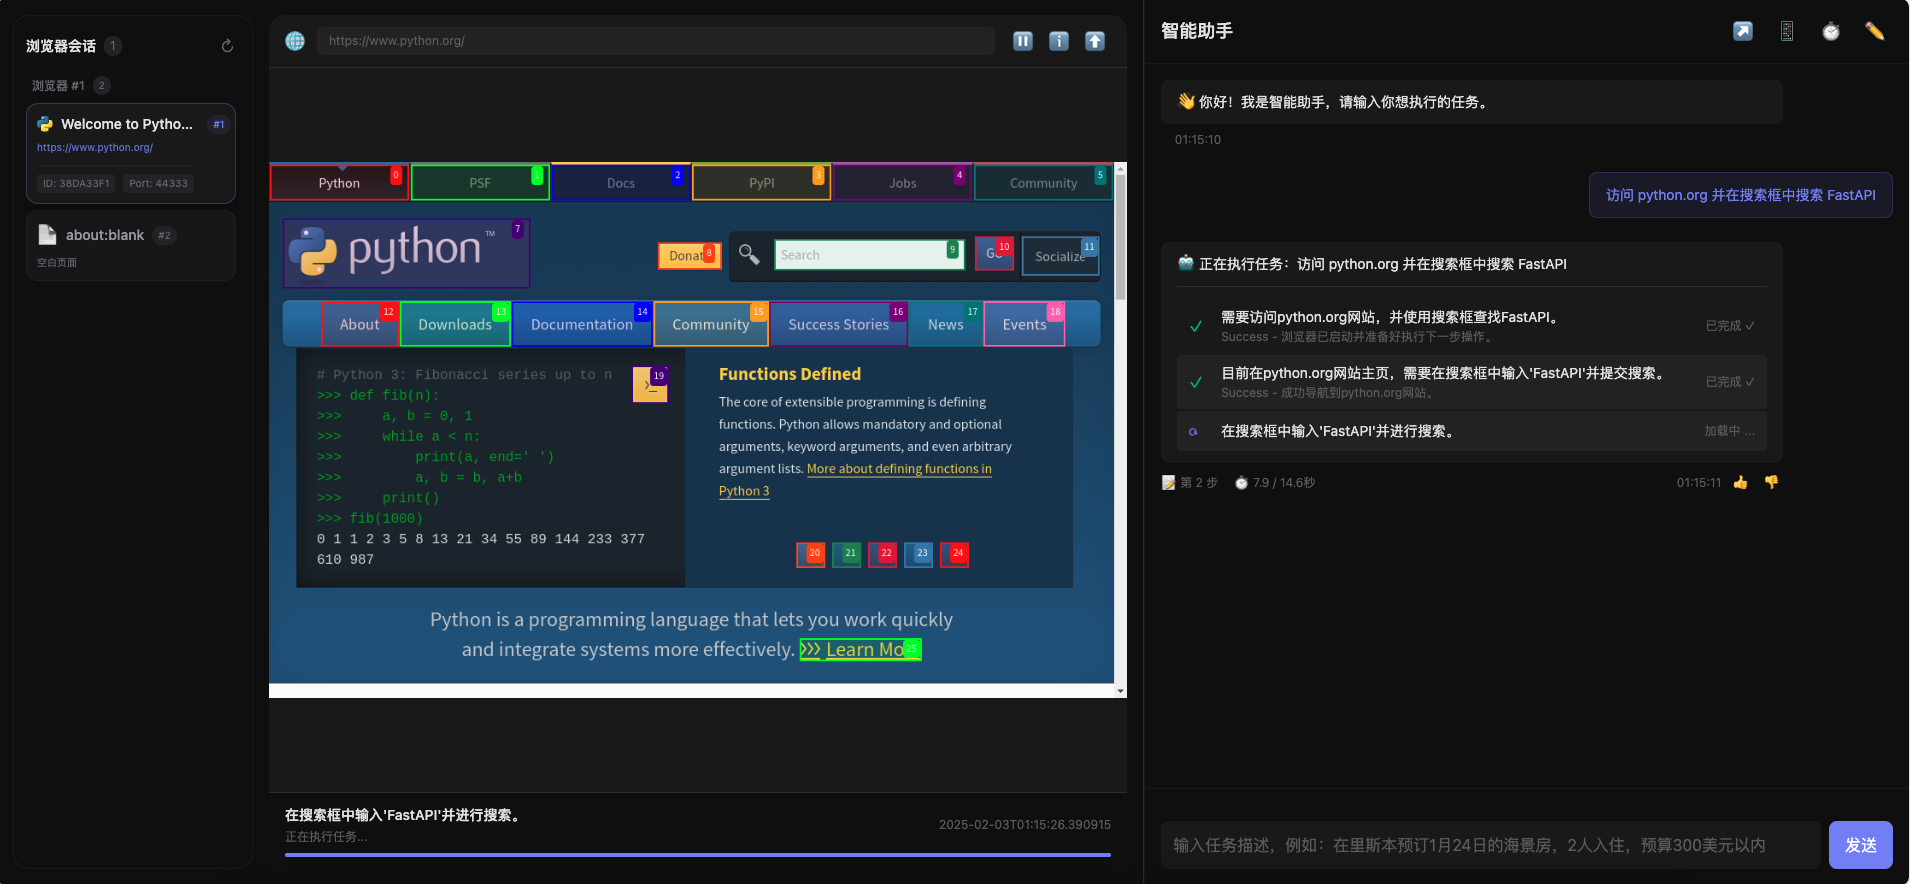 浏览器会话 1
浏览器 #1 2
Welcome to Pytho... #1
https://www.python.org/
ID: 38DA33F1 Port: 44333
about:blank #2
空白页面
https://www.python.org/
Python 0 PSF 1 Docs 2 PyPI 3 Jobs 4 Community 5
python™ 7 Donat 8 Search 9 GO 10 Socialize 11
About 12 Downloads 13 Documentation 14 Community 15 Success Stories 16 News 17 Events 18
# Python 3: Fibonacci series up to n
>>> def fib(n):
>>>     a, b = 0, 1
>>>     while a < n:
>>>         print(a, end=' ')
>>>         a, b = b, a+b
>>>     print()
>>> fib(1000)
0 1 1 2 3 5 8 13 21 34 55 89 144 233 377
610 987
>_ 19
Functions Defined
The core of extensible programming is defining
functions. Python allows mandatory and optional
arguments, keyword arguments, and even arbitrary
argument lists. More about defining functions in
Python 3
20 21 22 23 24
Python is a programming language that lets you work quickly
and integrate systems more effectively. >>> Learn Mo 25
在搜索框中输入'FastAPI'并进行搜索。
正在执行任务...
2025-02-03T01:15:26.390915
智能助手
👋 你好！我是智能助手，请输入你想执行的任务。
01:15:10
访问 python.org 并在搜索框中搜索 FastAPI
🤖 正在执行任务：访问 python.org 并在搜索框中搜索 FastAPI
需要访问python.org网站，并使用搜索框查找FastAPI。
Success - 浏览器已启动并准备好执行下一步操作。
已完成 ✓
目前在python.org网站主页，需要在搜索框中输入'FastAPI'并提交搜索。
Success - 成功导航到python.org网站。
已完成 ✓
在搜索框中输入'FastAPI'并进行搜索。
加载中 ...
📝 第 2 步 ⏱️ 7.9 / 14.6秒 01:15:11 👍 👎
输入任务描述，例如：在里斯本预订1月24日的海景房，2人入住，预算300美元以内
发送